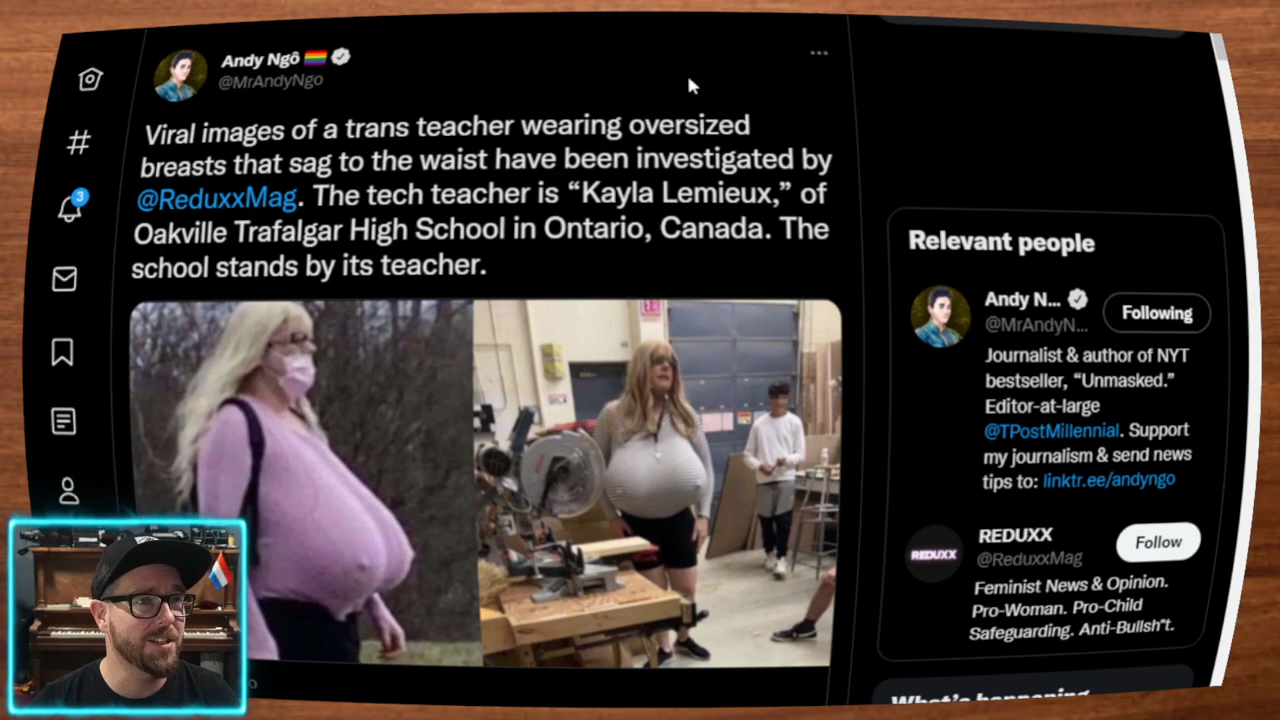 Andy Ngô
@MrAndyNgo
Viral images of a trans teacher wearing oversized
breasts that sag to the waist have been investigated by
@ReduxxMag. The tech teacher is “Kayla Lemieux,” of
Oakville Trafalgar High School in Ontario, Canada. The
school stands by its teacher.
3
Relevant people
Andy N...
@MrAndyN...
Following
Journalist & author of NYT
bestseller, “Unmasked.”
Editor-at-large
@TPostMillennial. Support
my journalism & send news
tips to: linktr.ee/andyngo
REDUXX
REDUXX
@ReduxxMag
Follow
Feminist News & Opinion.
Pro-Woman. Pro-Child
Safeguarding. Anti-Bullsh*t.
What's happening